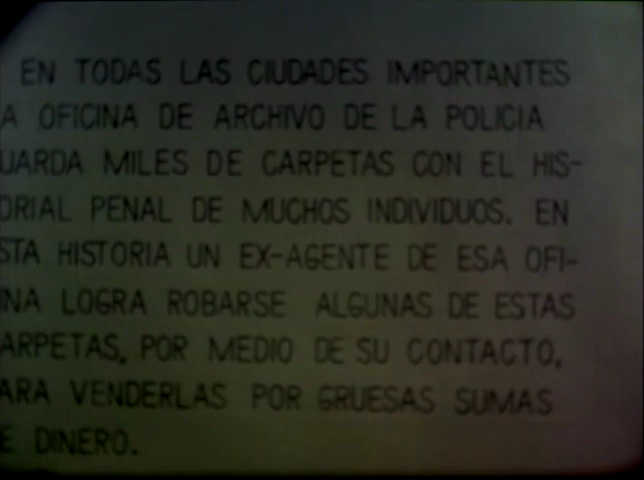 EN TODAS LAS CIUDADES IMPORTANTES
A OFICINA DE ARCHIVO DE LA POLICIA
UARDA MILES DE CARPETAS CON EL HIS-
ORIAL PENAL DE MUCHOS INDIVIDUOS. EN
STA HISTORIA UN EX-AGENTE DE ESA OFI-
NA LOGRA ROBARSE ALGUNAS DE ESTAS
ARPETAS, POR MEDIO DE SU CONTACTO,
ARA VENDERLAS POR GRUESAS SUMAS
E DINERO.